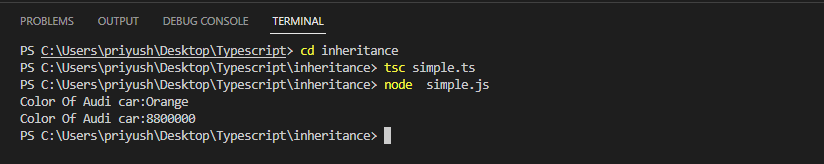 PROBLEMS OUTPUT DEBUG CONSOLE TERMINAL
PS C:\Users\priyush\Desktop\Typescript> cd inheritance
PS C:\Users\priyush\Desktop\Typescript\inheritance> tsc simple.ts
PS C:\Users\priyush\Desktop\Typescript\inheritance> node  simple.js
Color Of Audi car:Orange
Color Of Audi car:8800000
PS C:\Users\priyush\Desktop\Typescript\inheritance>